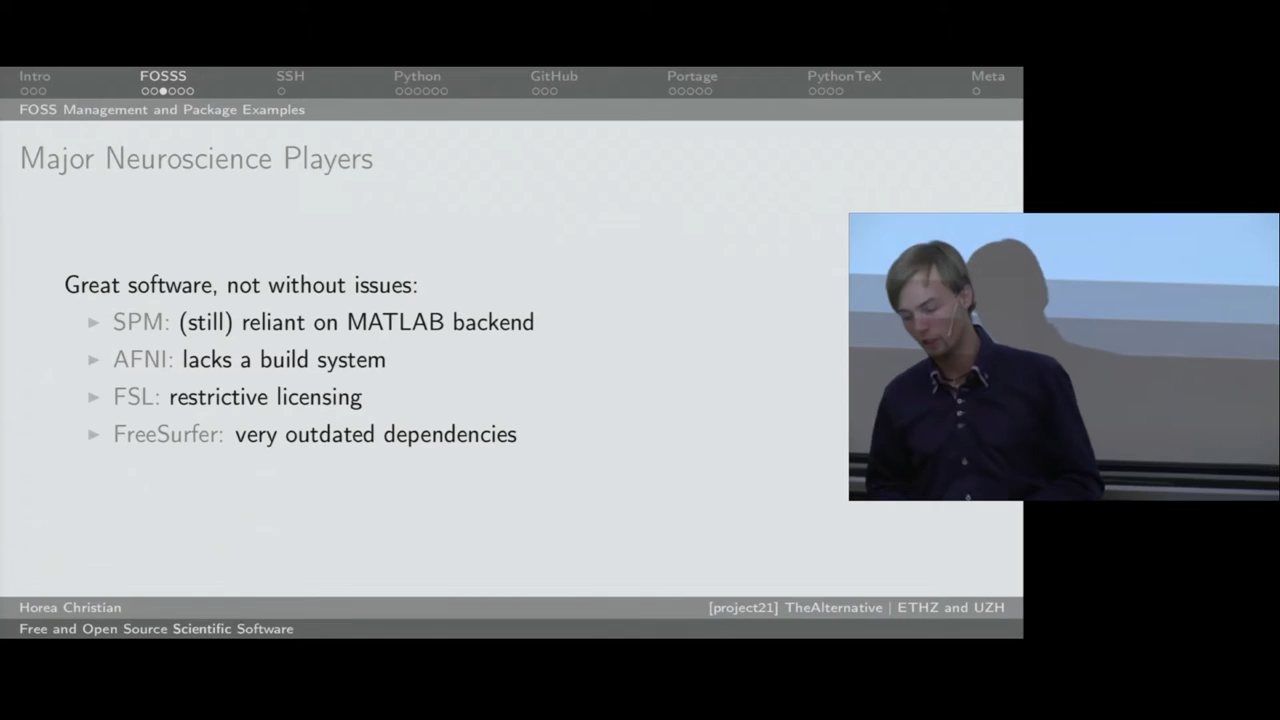 Intro FOSSS SSH Python GitHub Portage PythonTeX Meta
FOSS Management and Package Examples
Major Neuroscience Players
Great software, not without issues:
SPM: (still) reliant on MATLAB backend
AFNI: lacks a build system
FSL: restrictive licensing
FreeSurfer: very outdated dependencies
Horea Christian [project21] TheAlternative | ETHZ and UZH
Free and Open Source Scientific Software